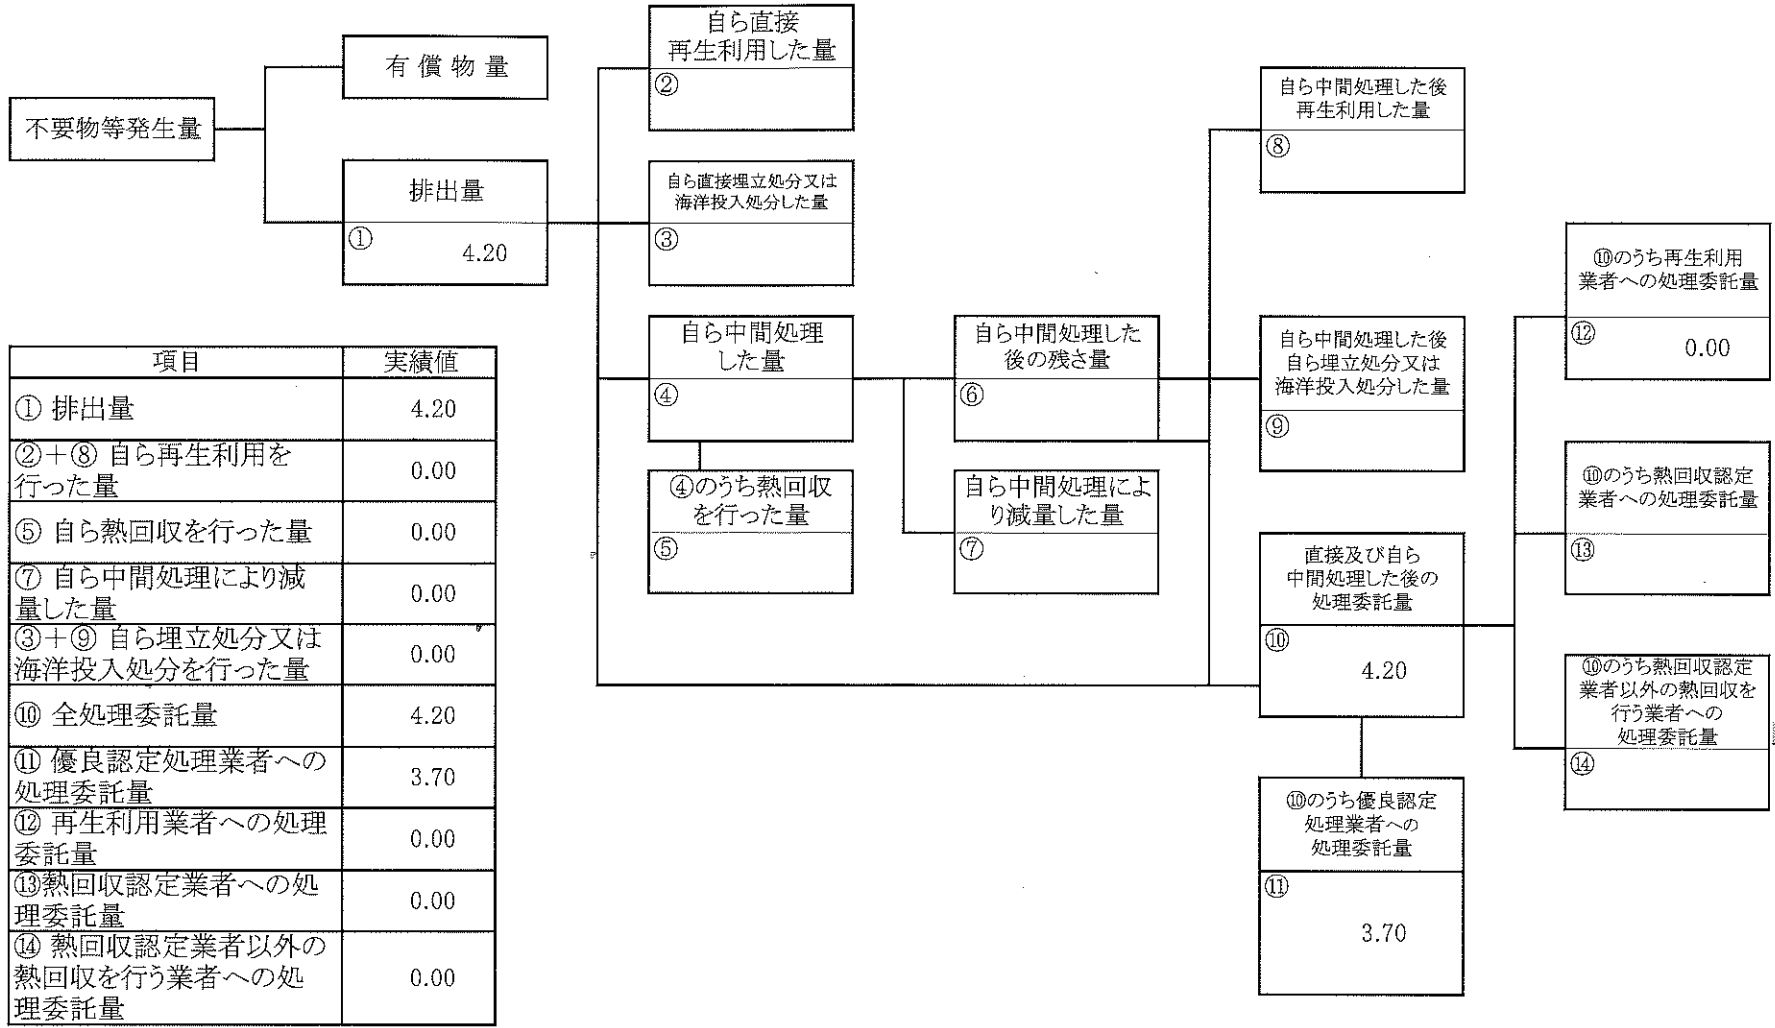 不要物等発生量
有償物量
排出量
①
4.20
自ら直接
再生利用した量
②
自ら直接埋立処分又は
海洋投入処分した量
③
自ら中間処理
した量
④
④のうち熱回収
を行った量
⑤
自ら中間処理した
後の残さ量
⑥
自ら中間処理によ
り減量した量
⑦
自ら中間処理した後
再生利用した量
⑧
自ら中間処理した後
自ら埋立処分又は
海洋投入処分した量
⑨
直接及び自ら
中間処理した後の
処理委託量
⑩
4.20
⑩のうち優良認定
処理業者への
処理委託量
⑪
3.70
⑩のうち再生利用
業者への処理委託量
⑫
0.00
⑩のうち熱回収認定
業者への処理委託量
⑬
⑩のうち熱回収認定
業者以外の熱回収を
行う業者への
処理委託量
⑭
項目 実績値
① 排出量 4.20
②+⑧ 自ら再生利用を
行った量 0.00
⑤ 自ら熱回収を行った量 0.00
⑦ 自ら中間処理により減
量した量 0.00
③+⑨ 自ら埋立処分又は
海洋投入処分を行った量 0.00
⑩ 全処理委託量 4.20
⑪ 優良認定処理業者への
処理委託量 3.70
⑫ 再生利用業者への処理
委託量 0.00
⑬熱回収認定業者への処
理委託量 0.00
⑭ 熱回収認定業者以外の
熱回収を行う業者への処
理委託量 0.00